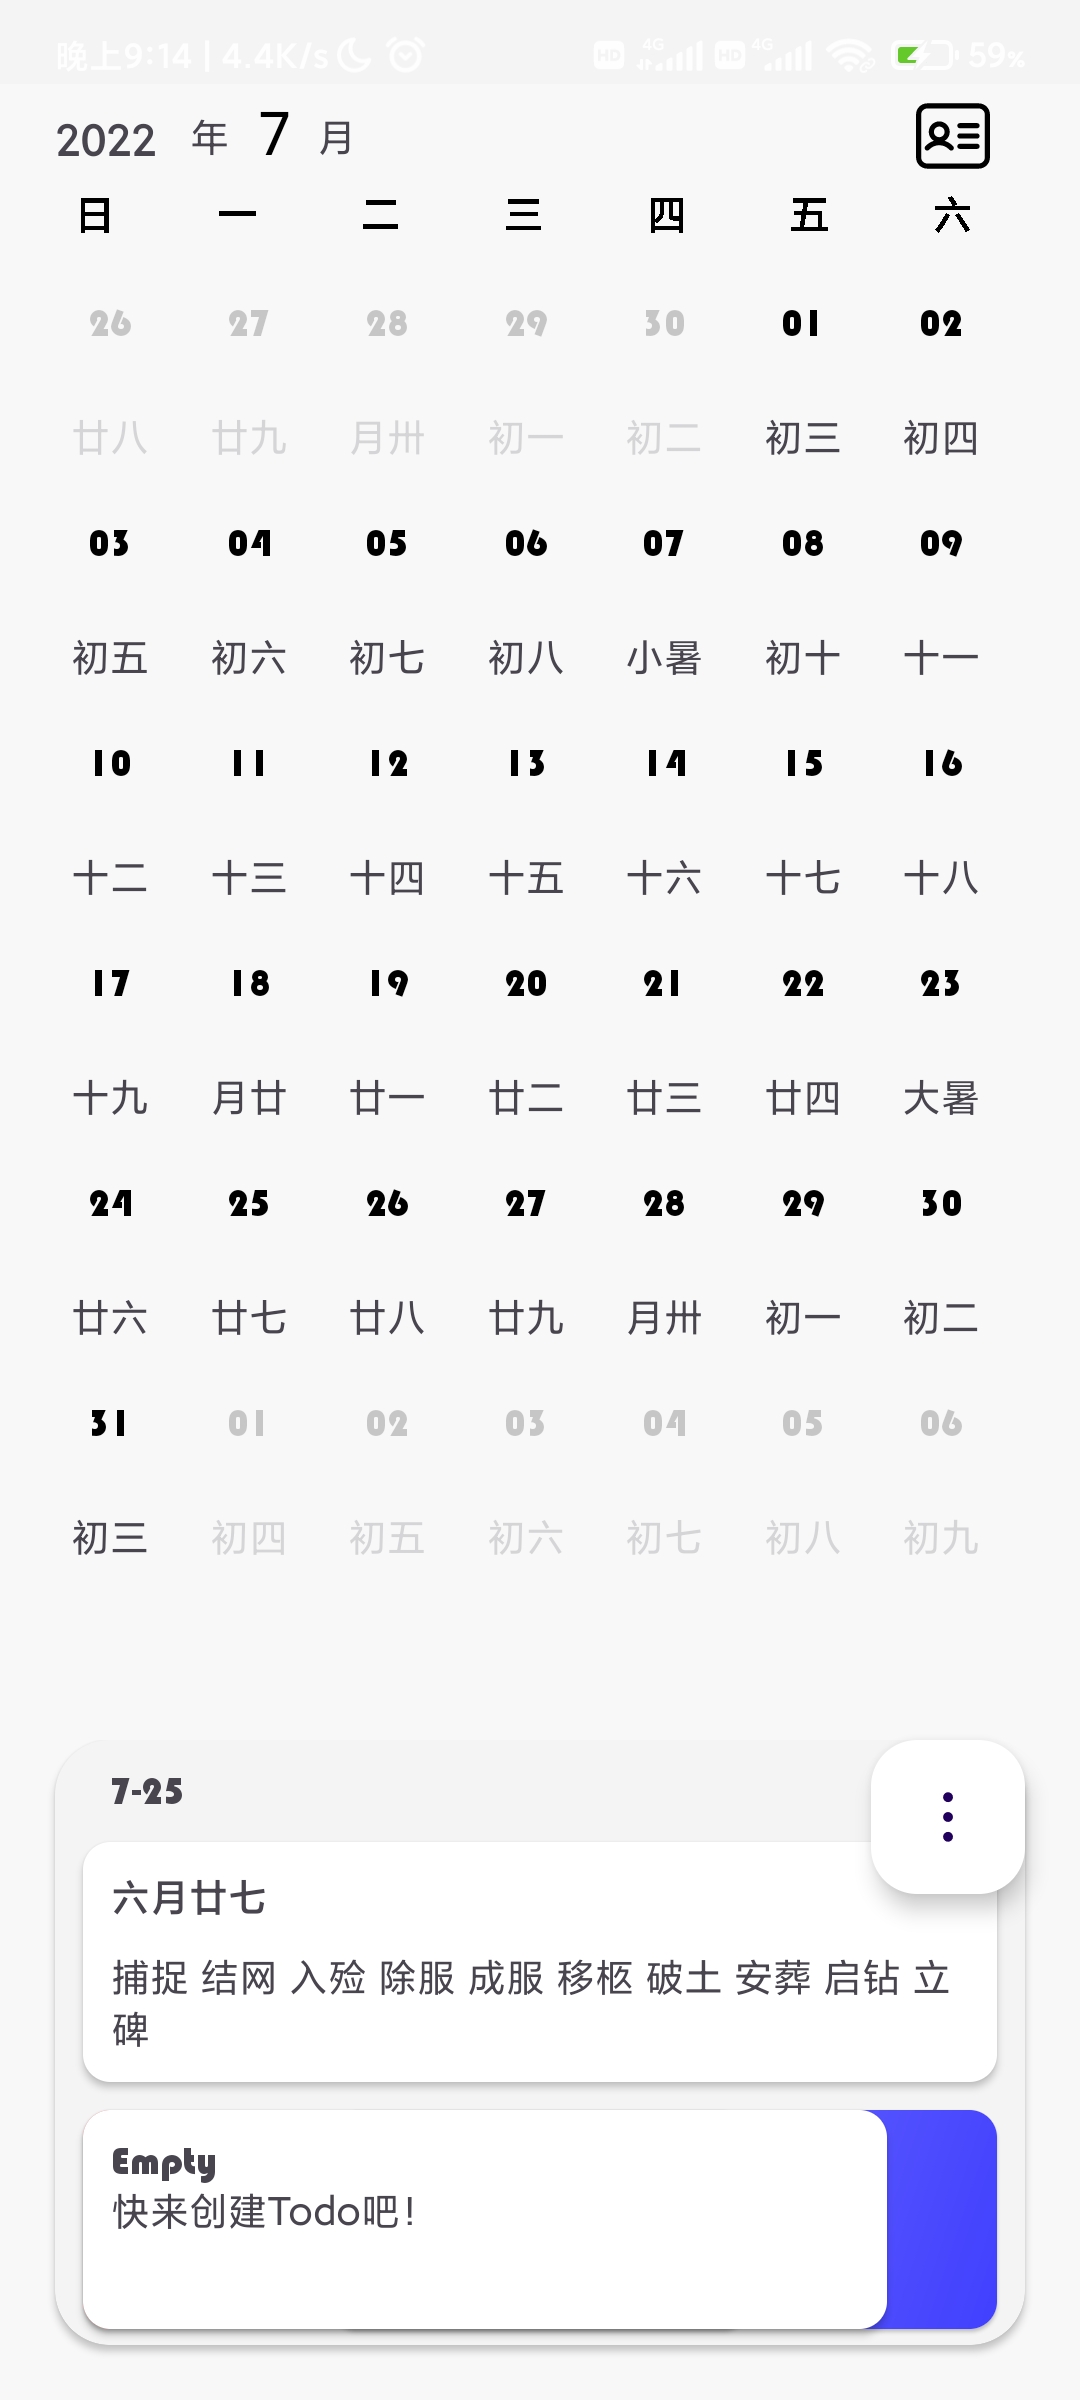 晚上9:14 | 4.4K/s HD 4G HD 4G 59%
2022 年 7 月
日 一 二 三 四 五 六
26 27 28 29 30 01 02
廿八 廿九 月卅 初一 初二 初三 初四
03 04 05 06 07 08 09
初五 初六 初七 初八 小暑 初十 十一
10 11 12 13 14 15 16
十二 十三 十四 十五 十六 十七 十八
17 18 19 20 21 22 23
十九 月廿 廿一 廿二 廿三 廿四 大暑
24 25 26 27 28 29 30
廿六 廿七 廿八 廿九 月卅 初一 初二
31 01 02 03 04 05 06
初三 初四 初五 初六 初七 初八 初九
7-25
六月廿七
捕捉 结网 入殓 除服 成服 移柩 破土 安葬 启钻 立
碑
Empty
快来创建Todo吧!